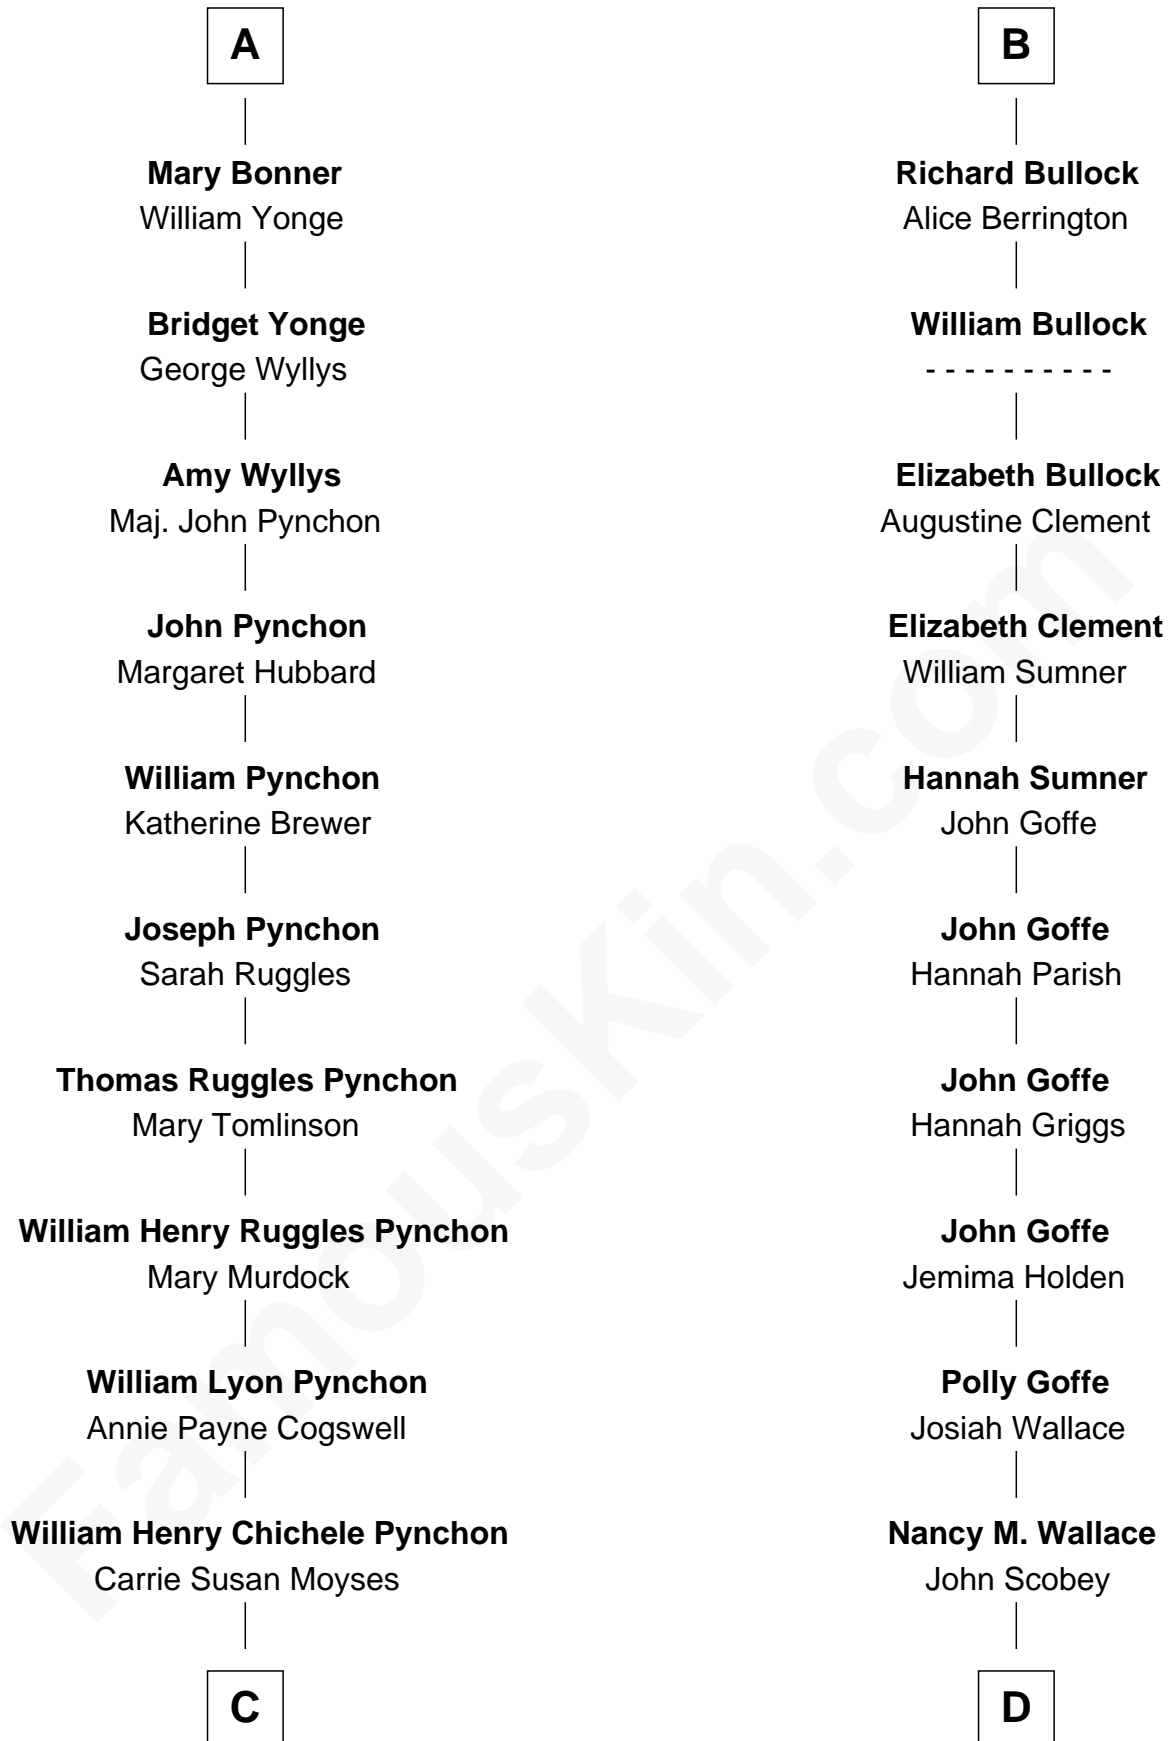 A
Mary Bonner
William Yonge
Bridget Yonge
George Wyllys
Amy Wyllys
Maj. John Pynchon
John Pynchon
Margaret Hubbard
William Pynchon
Katherine Brewer
Joseph Pynchon
Sarah Ruggles
Thomas Ruggles Pynchon
Mary Tomlinson
William Henry Ruggles Pynchon
Mary Murdock
William Lyon Pynchon
Annie Payne Cogswell
William Henry Chichele Pynchon
Carrie Susan Moyses
C
B
Richard Bullock
Alice Berrington
William Bullock
- - - - - - - - - -
Elizabeth Bullock
Augustine Clement
Elizabeth Clement
William Sumner
Hannah Sumner
John Goffe
John Goffe
Hannah Parish
John Goffe
Hannah Griggs
John Goffe
Jemima Holden
Polly Goffe
Josiah Wallace
Nancy M. Wallace
John Scobey
D
FamousKin.com